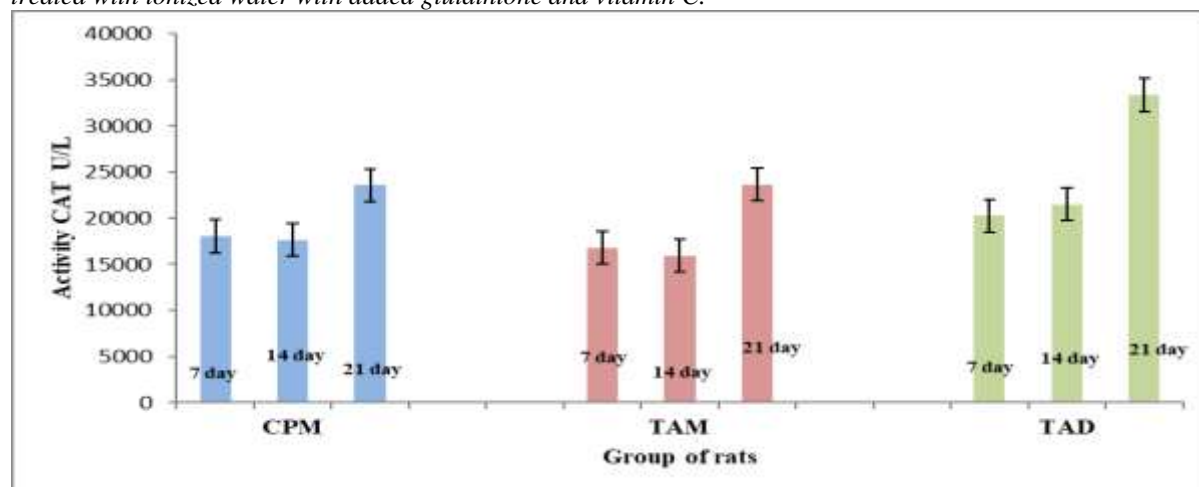 treated with ionized water with added glutathione and vitamin C.
40000
35000
30000
25000
20000
15000
10000
5000
0
Activity CAT U/L
7 day
14 day
21 day
7 day
14 day
21 day
7 day
14 day
21 day
CPM
TAM
TAD
Group of rats